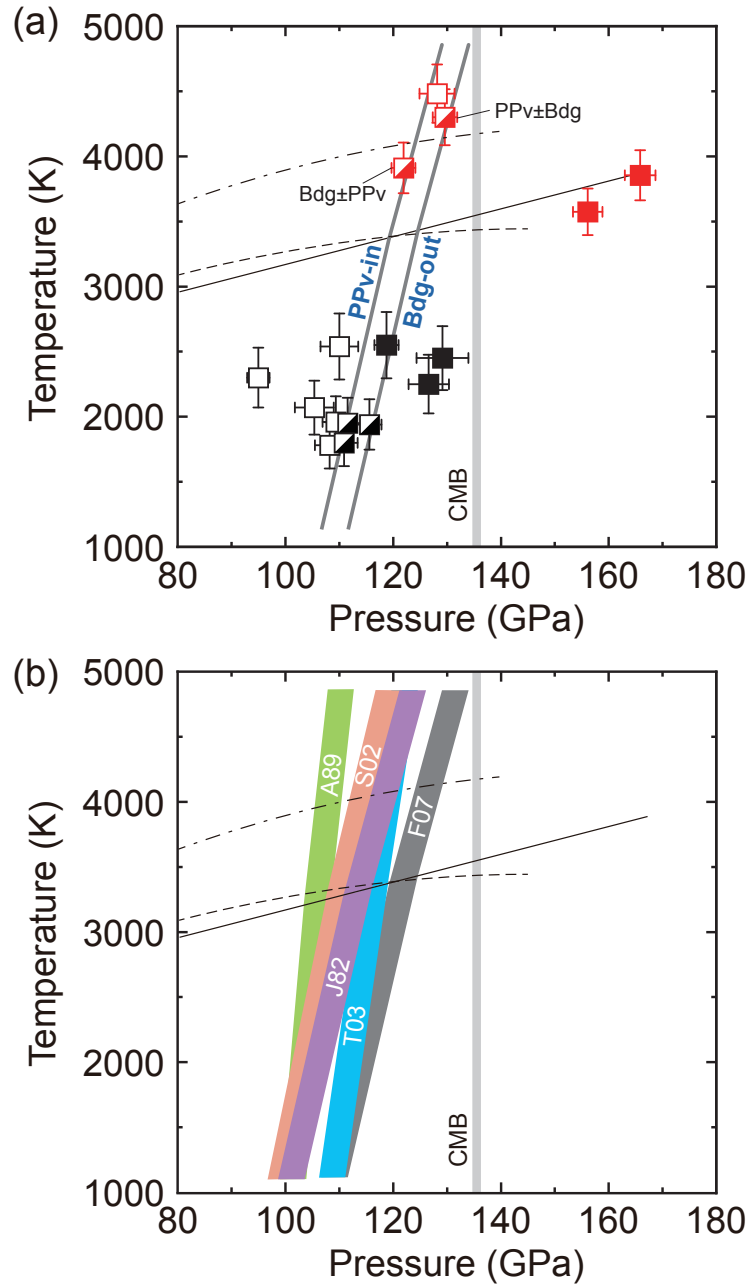 (a)
5000
4000
3000
2000
1000
Temperature (K)
PPv±Bdg
Bdg±PPv
PPv-in
Bdg-out
CMB
80 100 120 140 160 180
Pressure (GPa)
(b)
5000
4000
3000
2000
1000
Temperature (K)
A89
S02
F07
J82
T03
CMB
80 100 120 140 160 180
Pressure (GPa)